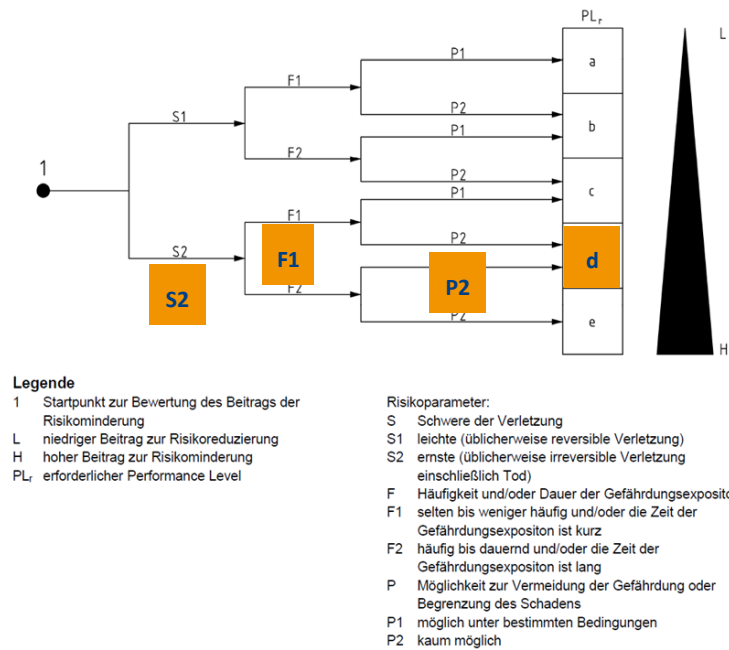 PLr
L
P1
a
F1
P2
b
S1
P1
F2
1
P2
c
P1
F1
P2
S2
F1
d
S2
P2
F2
P2
e
H
Legende
1 Startpunkt zur Bewertung des Beitrags der
Risikominderung
L niedriger Beitrag zur Risikoreduzierung
H hoher Beitrag zur Risikominderung
PLr erforderlicher Performance Level
Risikoparameter:
S Schwere der Verletzung
S1 leichte (üblicherweise reversible Verletzung)
S2 ernste (üblicherweise irreversible Verletzung
einschließlich Tod)
F Häufigkeit und/oder Dauer der Gefährdungsexposito
F1 selten bis weniger häufig und/oder die Zeit der
Gefährdungsexpositon ist kurz
F2 häufig bis dauernd und/oder die Zeit der
Gefährdungsexpositon ist lang
P Möglichkeit zur Vermeidung der Gefährdung oder
Begrenzung des Schadens
P1 möglich unter bestimmten Bedingungen
P2 kaum möglich